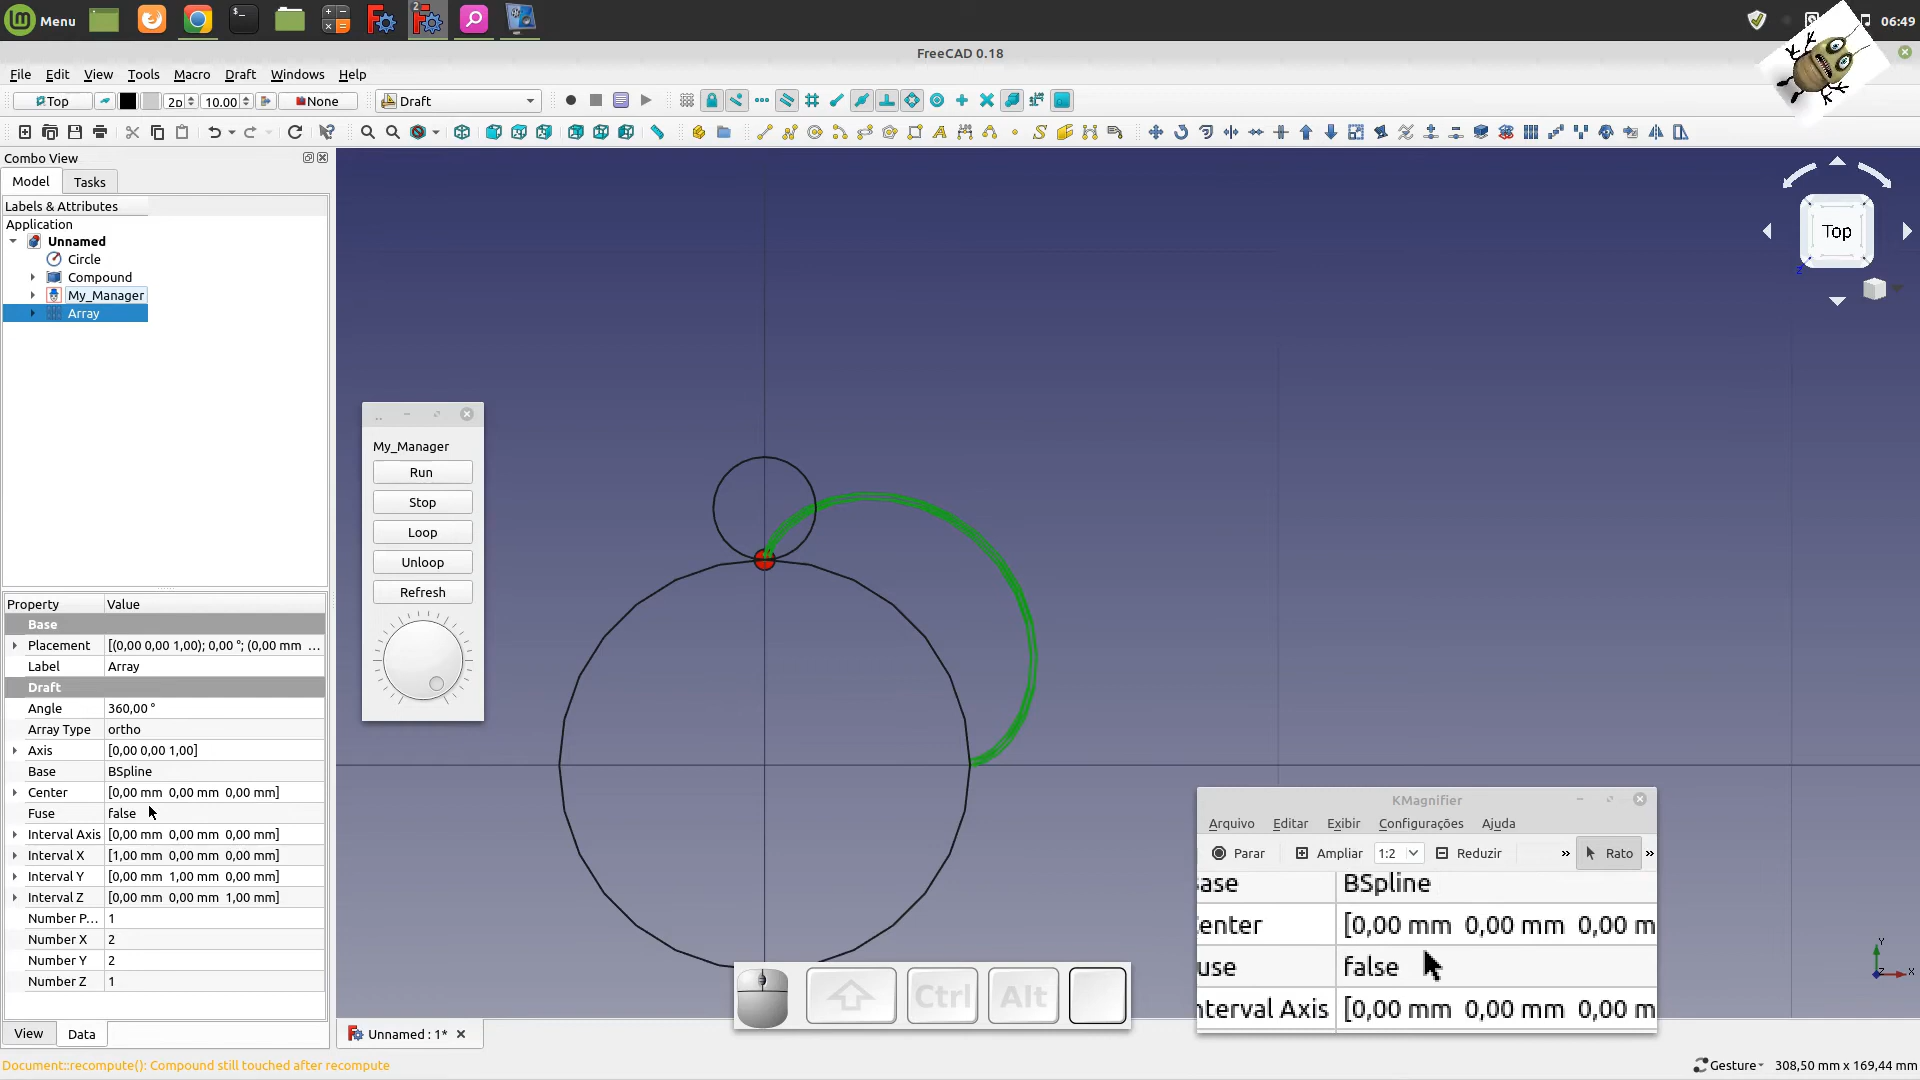 Menu
2
06:49
FreeCAD 0.18
File Edit View Tools Macro Draft Windows Help
Top
2D
10.00
None
Draft
Combo View
Model
Tasks
Labels & Attributes
Application
Unnamed
Circle
Compound
My_Manager
Array
Property Value
Base
Placement [(0,00 0,00 1,00); 0,00 °; (0,00 mm ...
Label Array
Draft
Angle 360,00 °
Array Type ortho
Axis [0,00 0,00 1,00]
Base BSpline
Center [0,00 mm 0,00 mm 0,00 mm]
Fuse false
Interval Axis [0,00 mm 0,00 mm 0,00 mm]
Interval X [1,00 mm 0,00 mm 0,00 mm]
Interval Y [0,00 mm 1,00 mm 0,00 mm]
Interval Z [0,00 mm 0,00 mm 1,00 mm]
Number P... 1
Number X 2
Number Y 2
Number Z 1
View
Data
My_Manager
Run
Stop
Loop
Unloop
Refresh
Top
Z
KMagnifier
Arquivo Editar Exibir Configurações Ajuda
Parar Ampliar 1:2 Reduzir » Rato »
ase BSpline
enter [0,00 mm 0,00 mm 0,00 m
use false
nterval Axis [0,00 mm 0,00 mm 0,00 m
Ctrl
Alt
Y
Z
X
Unnamed : 1*
Document::recompute(): Compound still touched after recompute
Gesture
308,50 mm x 169,44 mm